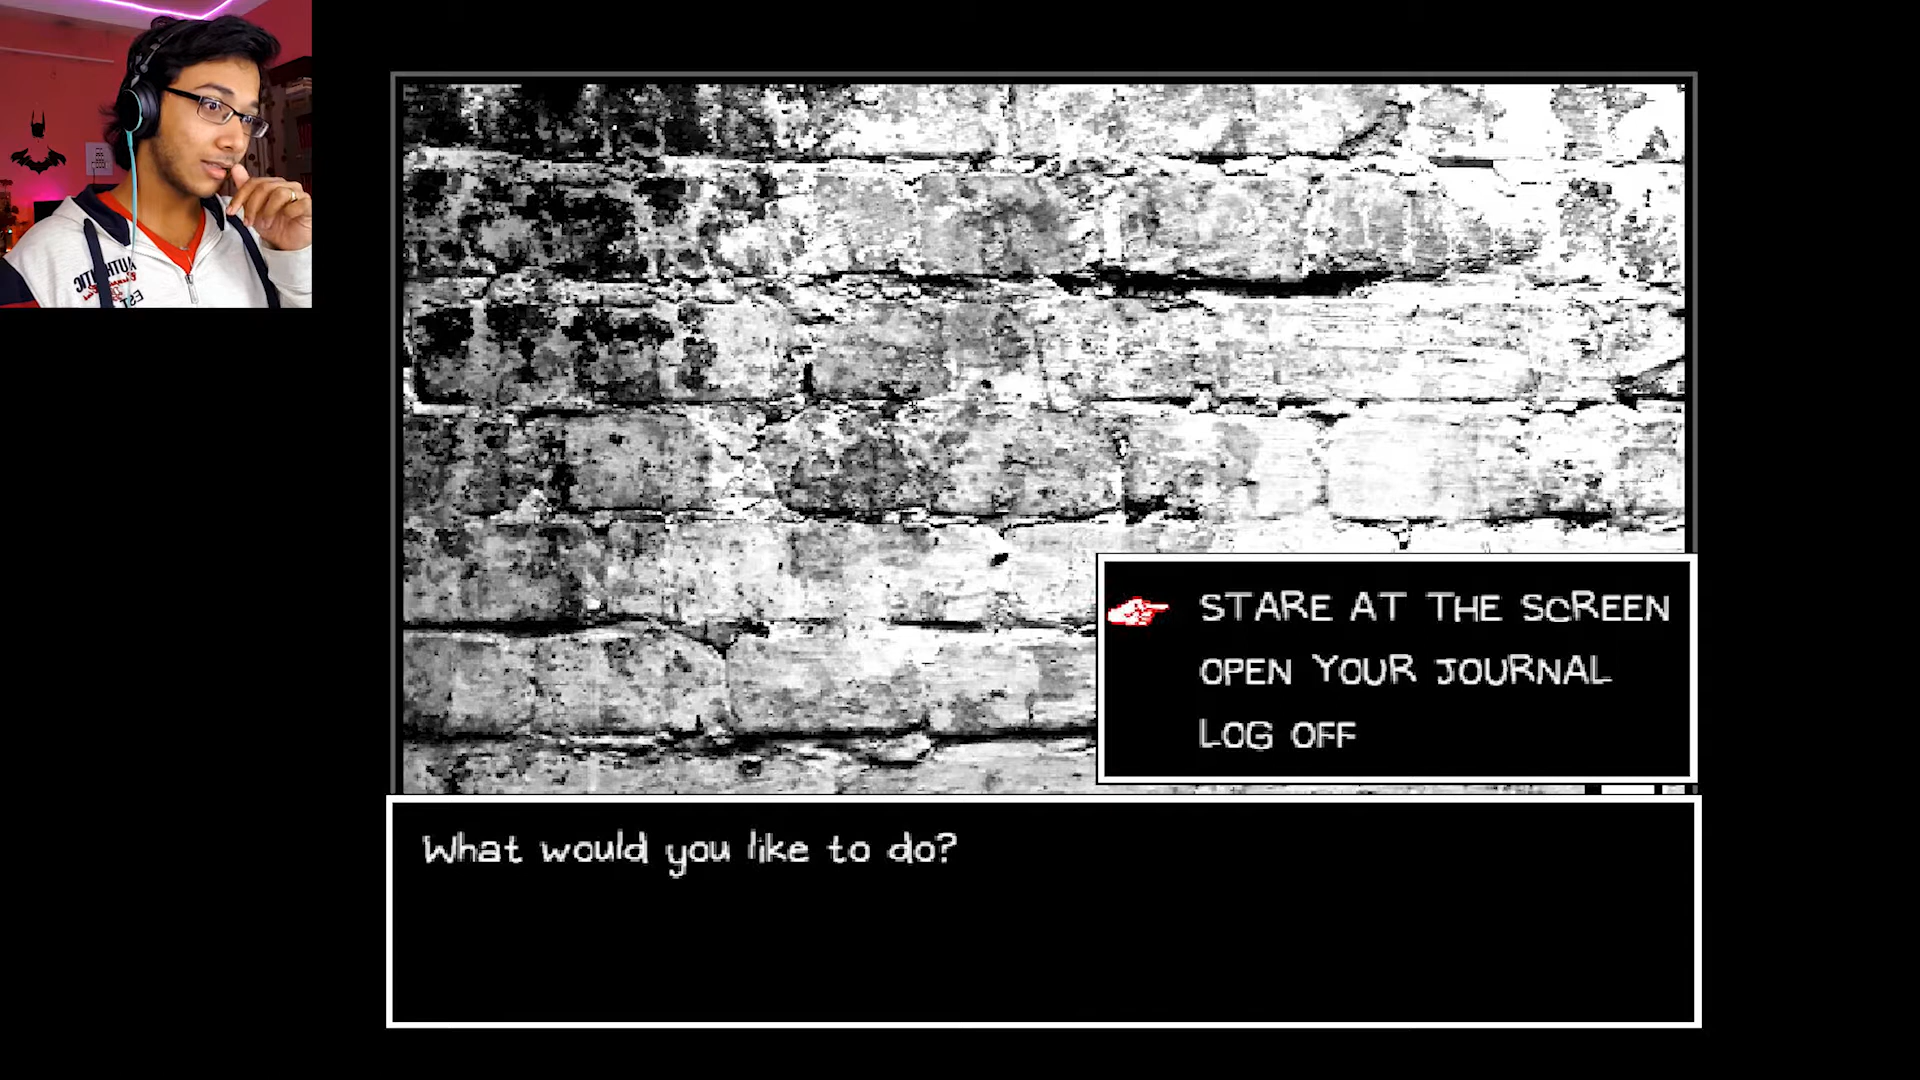 STARE AT THE SCREEN
OPEN YOUR JOURNAL
LOG OFF
What would you like to do?